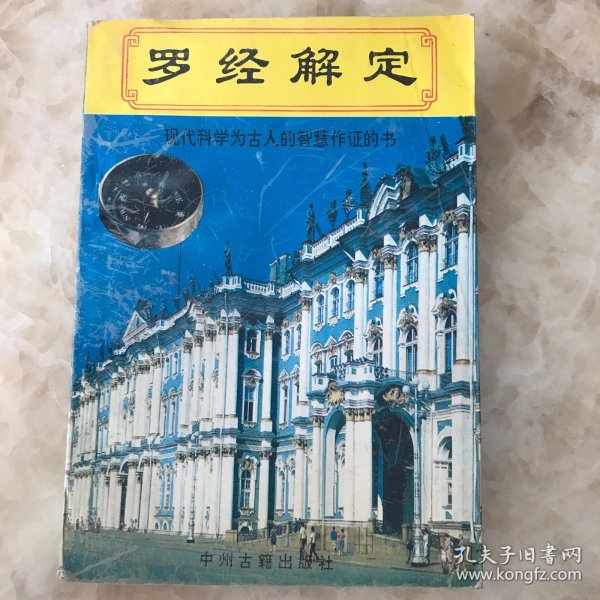 罗经解定
现代科学为古人的智慧作证的书
中州古籍出版社
孔夫子旧书网
www.kongfz.com